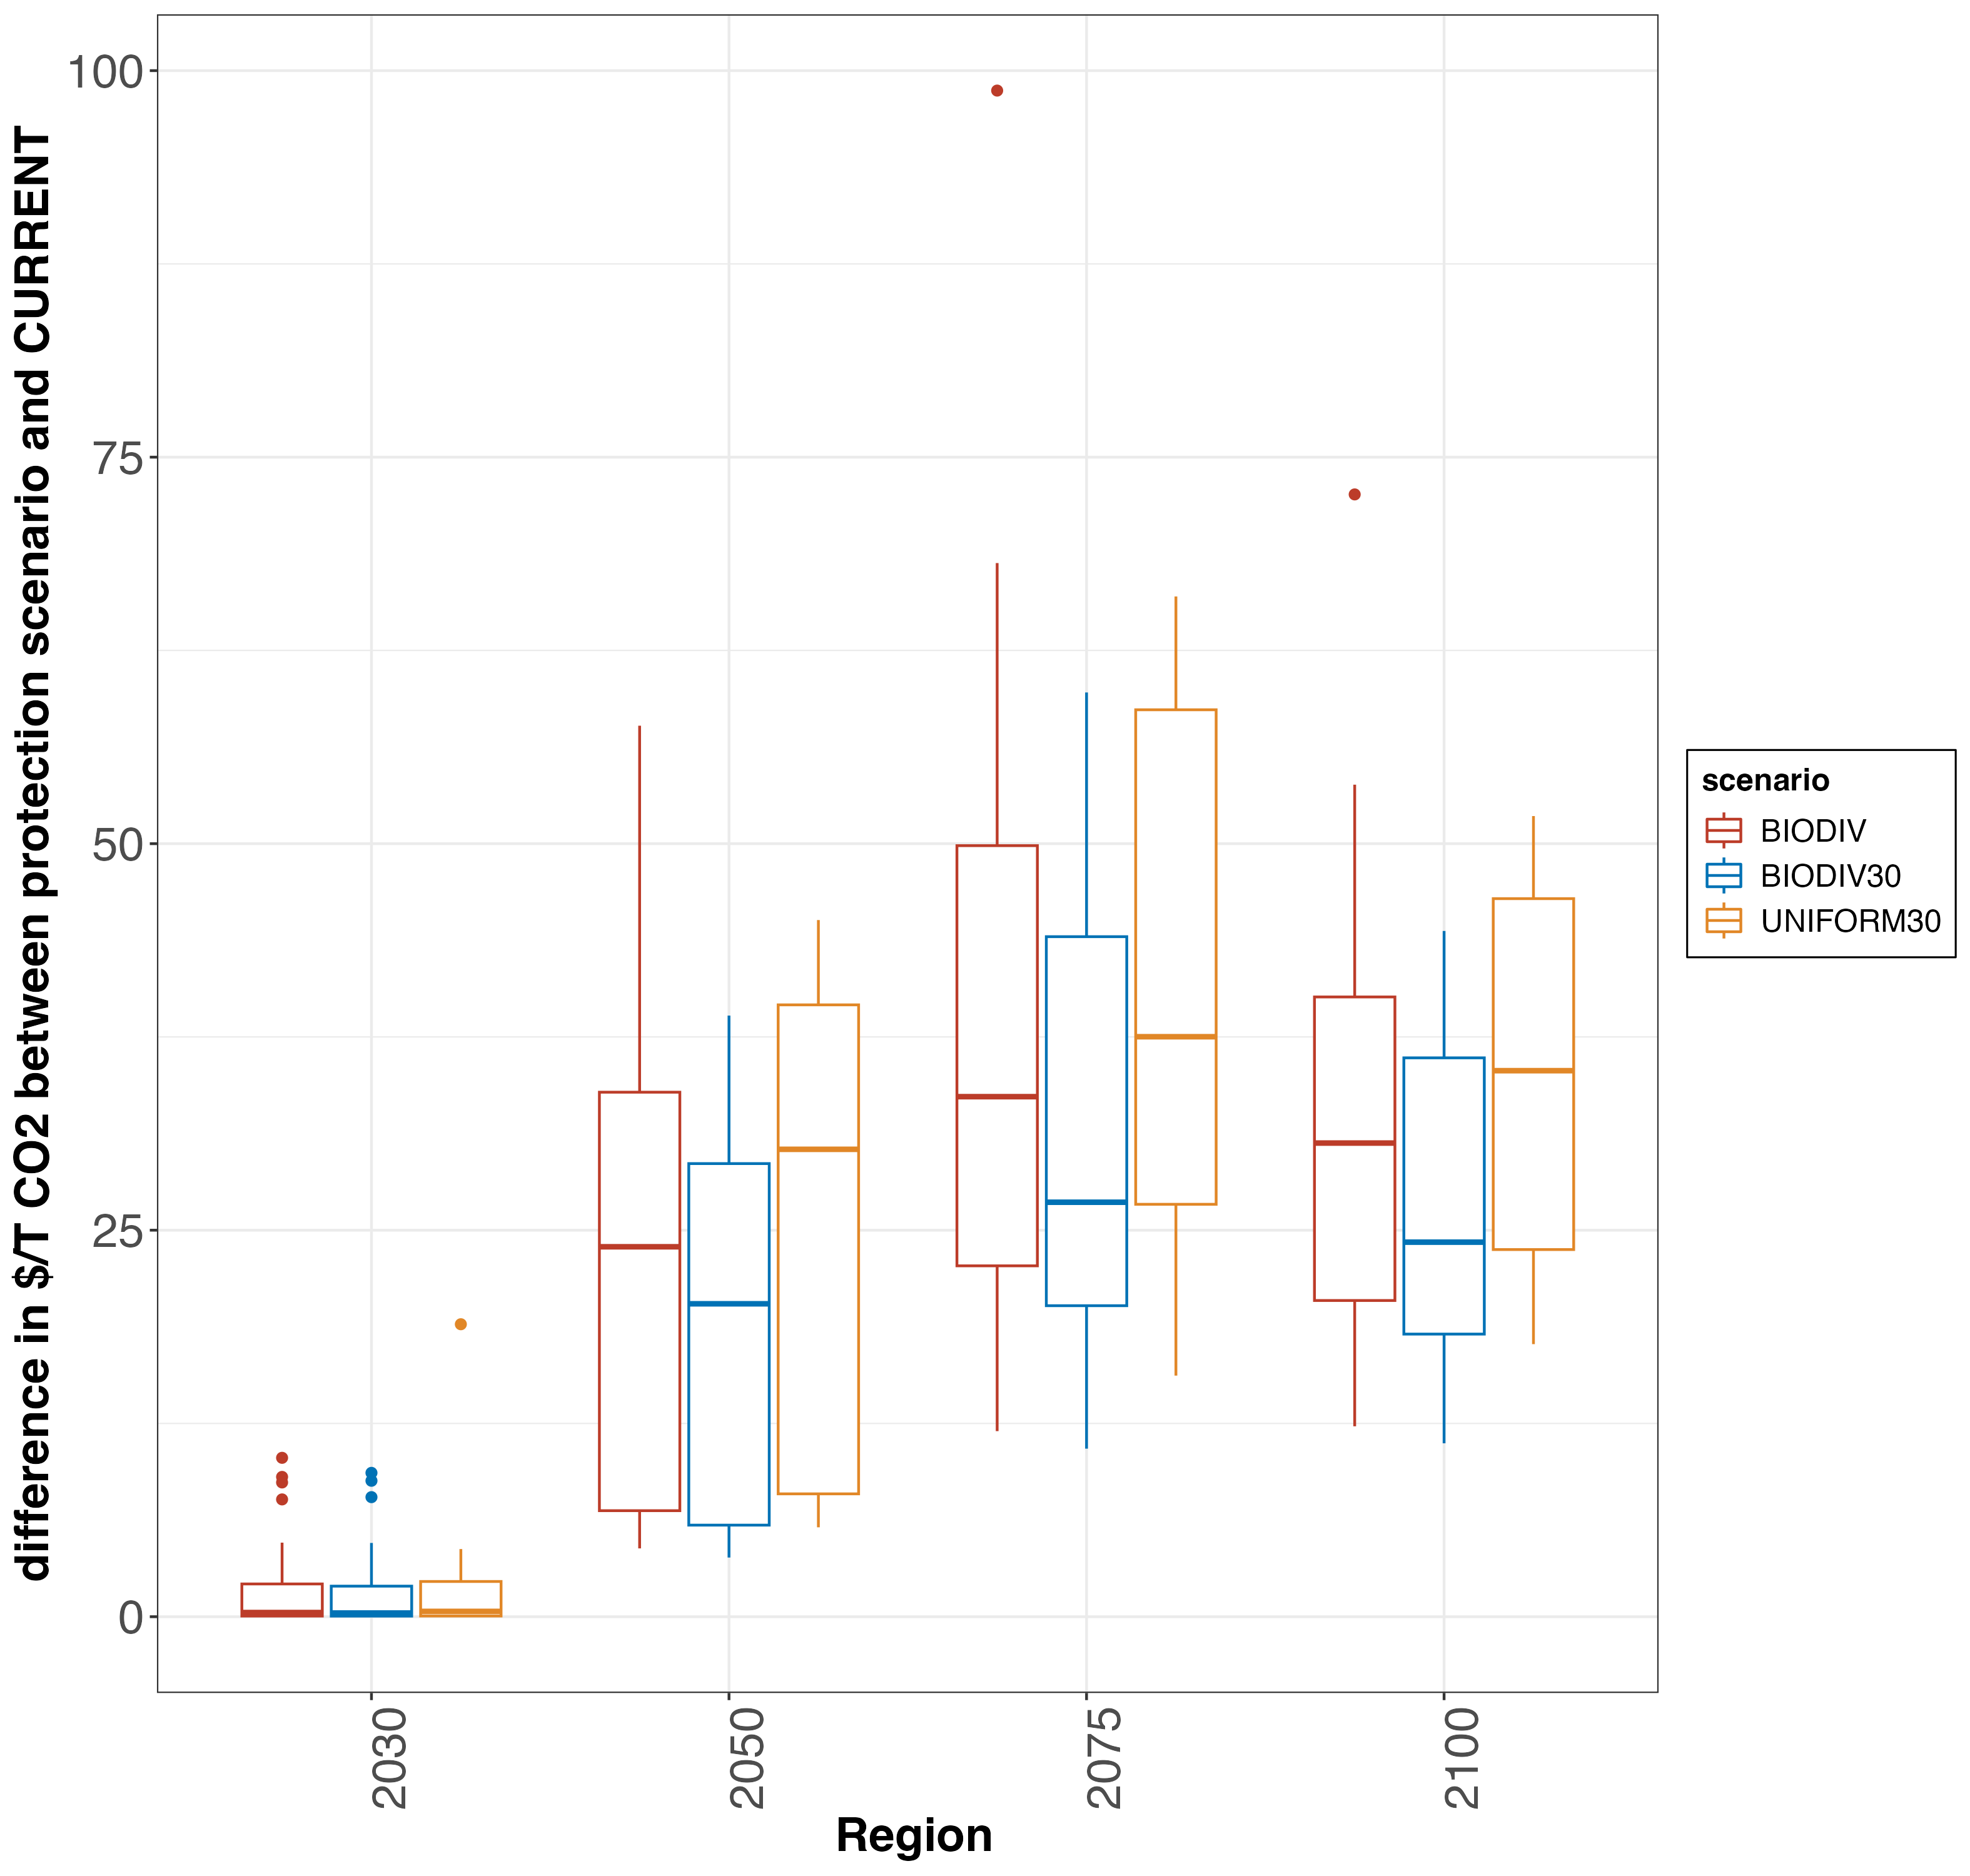 difference in $/T CO2 between protection scenario and CURRENT
100
75
50
25
0
2030
2050
2075
2100
Region
scenario
BIODIV
BIODIV30
UNIFORM30